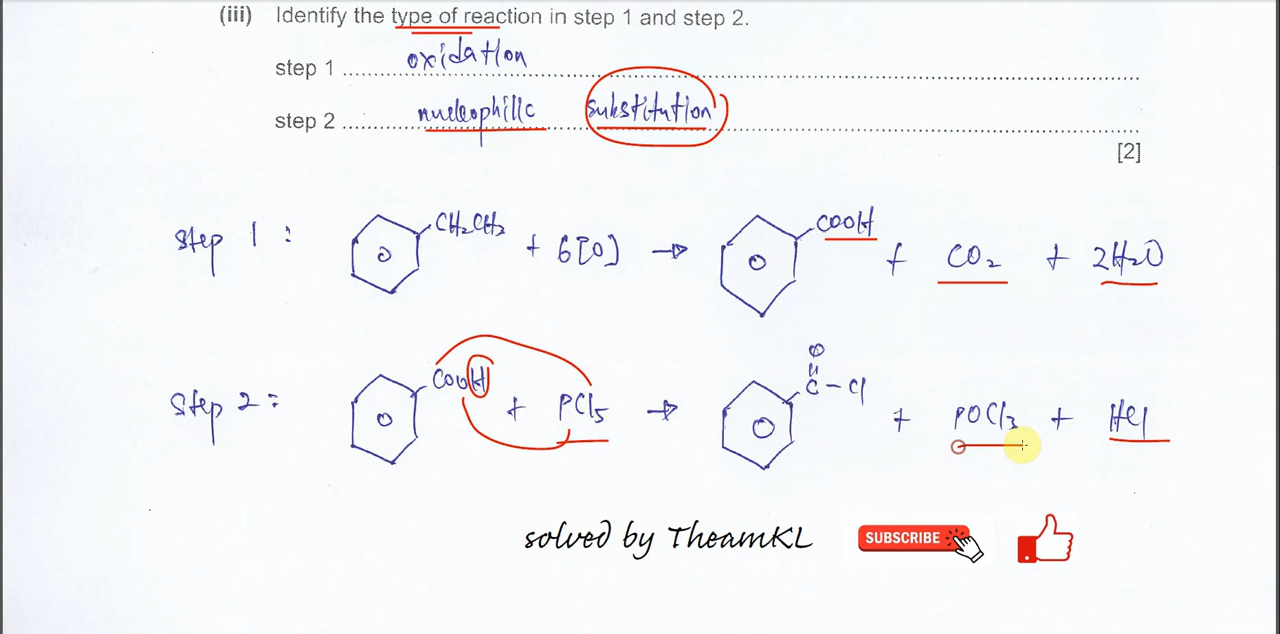 (iii) Identify the type of reaction in step 1 and step 2.
step 1 oxidation
step 2 nucleophilic substitution
[2]
Step 1 : CH₂CH₃ + 6[O] → COOH + CO₂ + 2H₂O
O
Step 2 : COOH + PCl₅ → C-Cl + POCl₃ + HCl
solved by TheamKL
SUBSCRIBE